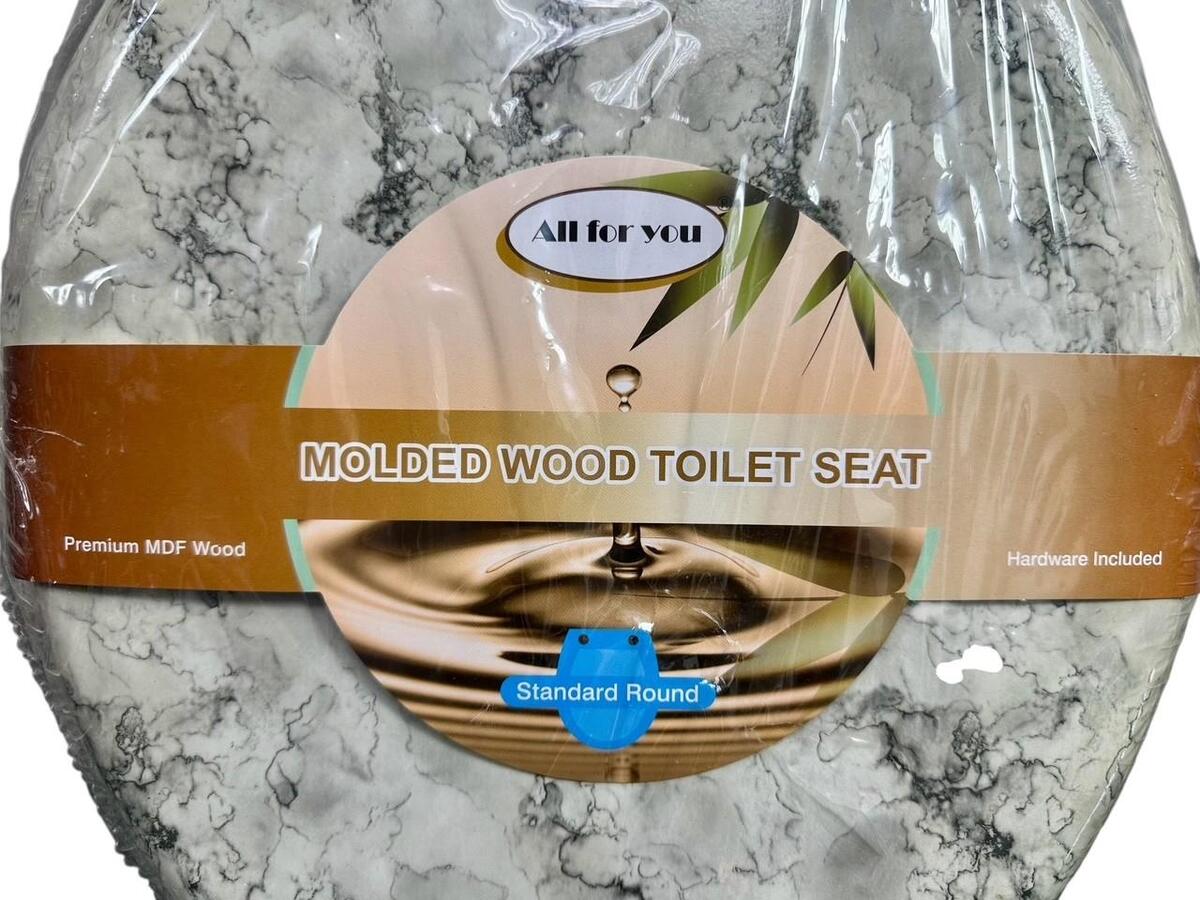 All for you
MOLDED WOOD TOILET SEAT
Premium MDF Wood
Hardware Included
Standard Round